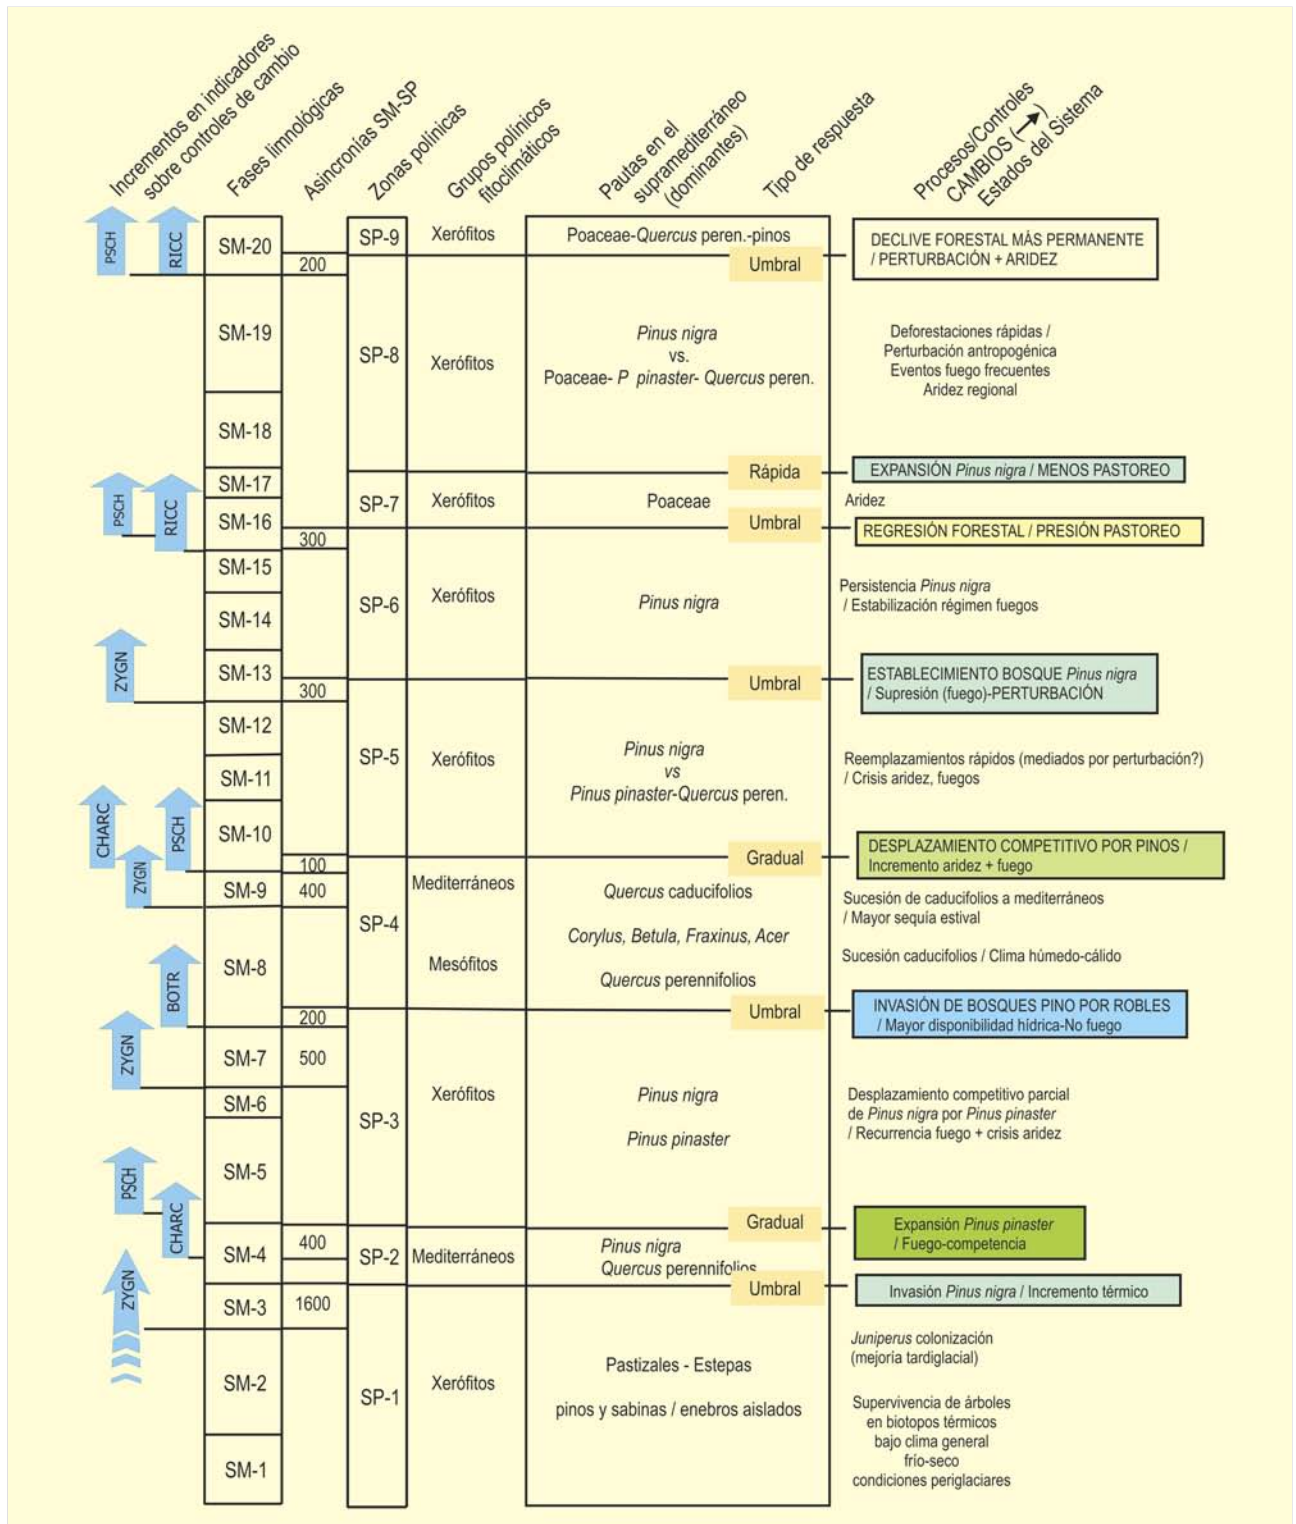 Incrementos en indicadores
sobre controles de cambio
Fases limnológicas
Asincronías SM-SP
Zonas polínicas
Grupos polínicos
fitoclimáticos
Pautas en el
supramediterráneo
(dominantes)
Tipo de respuesta
Procesos/Controles
CAMBIOS (→)
Estados del Sistema
PSCH
RICC
SM-20
200
SP-9
Xerófitos
Poaceae-Quercus peren.-pinos
Umbral
DECLIVE FORESTAL MÁS PERMANENTE
/ PERTURBACIÓN + ARIDEZ
SM-19
SM-18
SP-8
Xerófitos
Pinus nigra
vs.
Poaceae- P pinaster- Quercus peren.
Deforestaciones rápidas /
Perturbación antropogénica
Eventos fuego frecuentes
Aridez regional
Rápida
EXPANSIÓN Pinus nigra / MENOS PASTOREO
PSCH
RICC
SM-17
SM-16
SP-7
Xerófitos
Poaceae
Aridez
Umbral
REGRESIÓN FORESTAL / PRESIÓN PASTOREO
300
SM-15
SM-14
SP-6
Xerófitos
Pinus nigra
Persistencia Pinus nigra
/ Estabilización régimen fuegos
ZYGN
SM-13
300
Umbral
ESTABLECIMIENTO BOSQUE Pinus nigra
/ Supresión (fuego)-PERTURBACIÓN
SM-12
SM-11
SM-10
SP-5
Xerófitos
Pinus nigra
vs
Pinus pinaster-Quercus peren.
Reemplazamientos rápidos (mediados por perturbación?)
/ Crisis aridez, fuegos
CHARC
PSCH
ZYGN
100
Gradual
DESPLAZAMIENTO COMPETITIVO POR PINOS /
Incremento aridez + fuego
SM-9
400
SP-4
Mediterráneos
Quercus caducifolios
Sucesión de caducifolios a mediterráneos
/ Mayor sequía estival
Corylus, Betula, Fraxinus, Acer
SM-8
Mesófitos
Quercus perennifolios
Sucesión caducifolios / Clima húmedo-cálido
BOTR
200
Umbral
INVASIÓN DE BOSQUES PINO POR ROBLES
/ Mayor disponibilidad hídrica-No fuego
ZYGN
SM-7
500
SM-6
SM-5
SP-3
Xerófitos
Pinus nigra
Pinus pinaster
Desplazamiento competitivo parcial
de Pinus nigra por Pinus pinaster
/ Recurrencia fuego + crisis aridez
PSCH
CHARC
Gradual
Expansión Pinus pinaster
/ Fuego-competencia
SM-4
400
SP-2
Mediterráneos
Pinus nigra
Quercus perennifolios
Umbral
Invasión Pinus nigra / Incremento térmico
ZYGN
SM-3
1600
SM-2
SM-1
SP-1
Xerófitos
Pastizales - Estepas
pinos y sabinas / enebros aislados
Juniperus colonización
(mejoría tardiglacial)
Supervivencia de árboles
en biotopos térmicos
bajo clima general
frío-seco
condiciones periglaciares